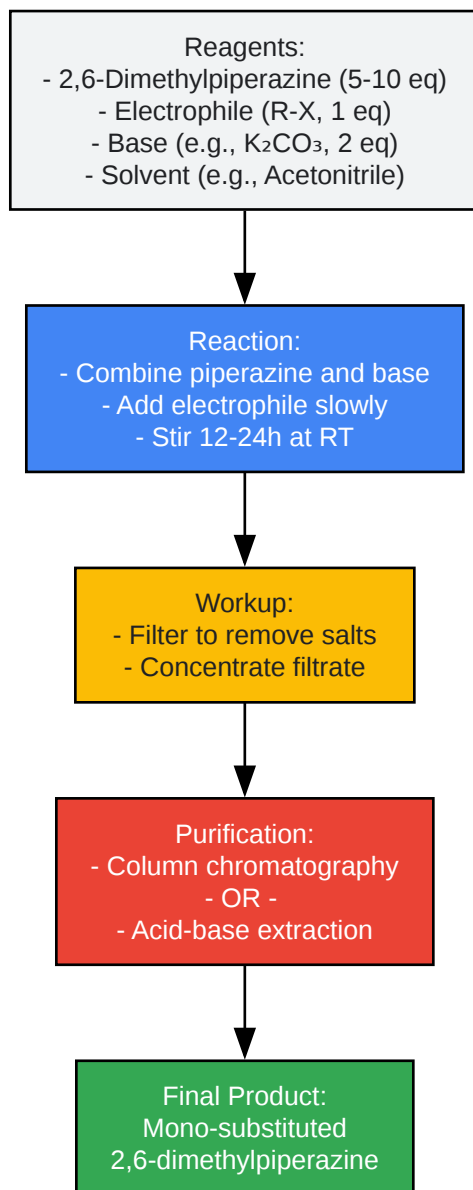 Reagents:
- 2,6-Dimethylpiperazine (5-10 eq)
- Electrophile (R-X, 1 eq)
- Base (e.g., K₂CO₃, 2 eq)
- Solvent (e.g., Acetonitrile)
Reaction:
- Combine piperazine and base
- Add electrophile slowly
- Stir 12-24h at RT
Workup:
- Filter to remove salts
- Concentrate filtrate
Purification:
- Column chromatography
- OR -
- Acid-base extraction
Final Product:
Mono-substituted
2,6-dimethylpiperazine